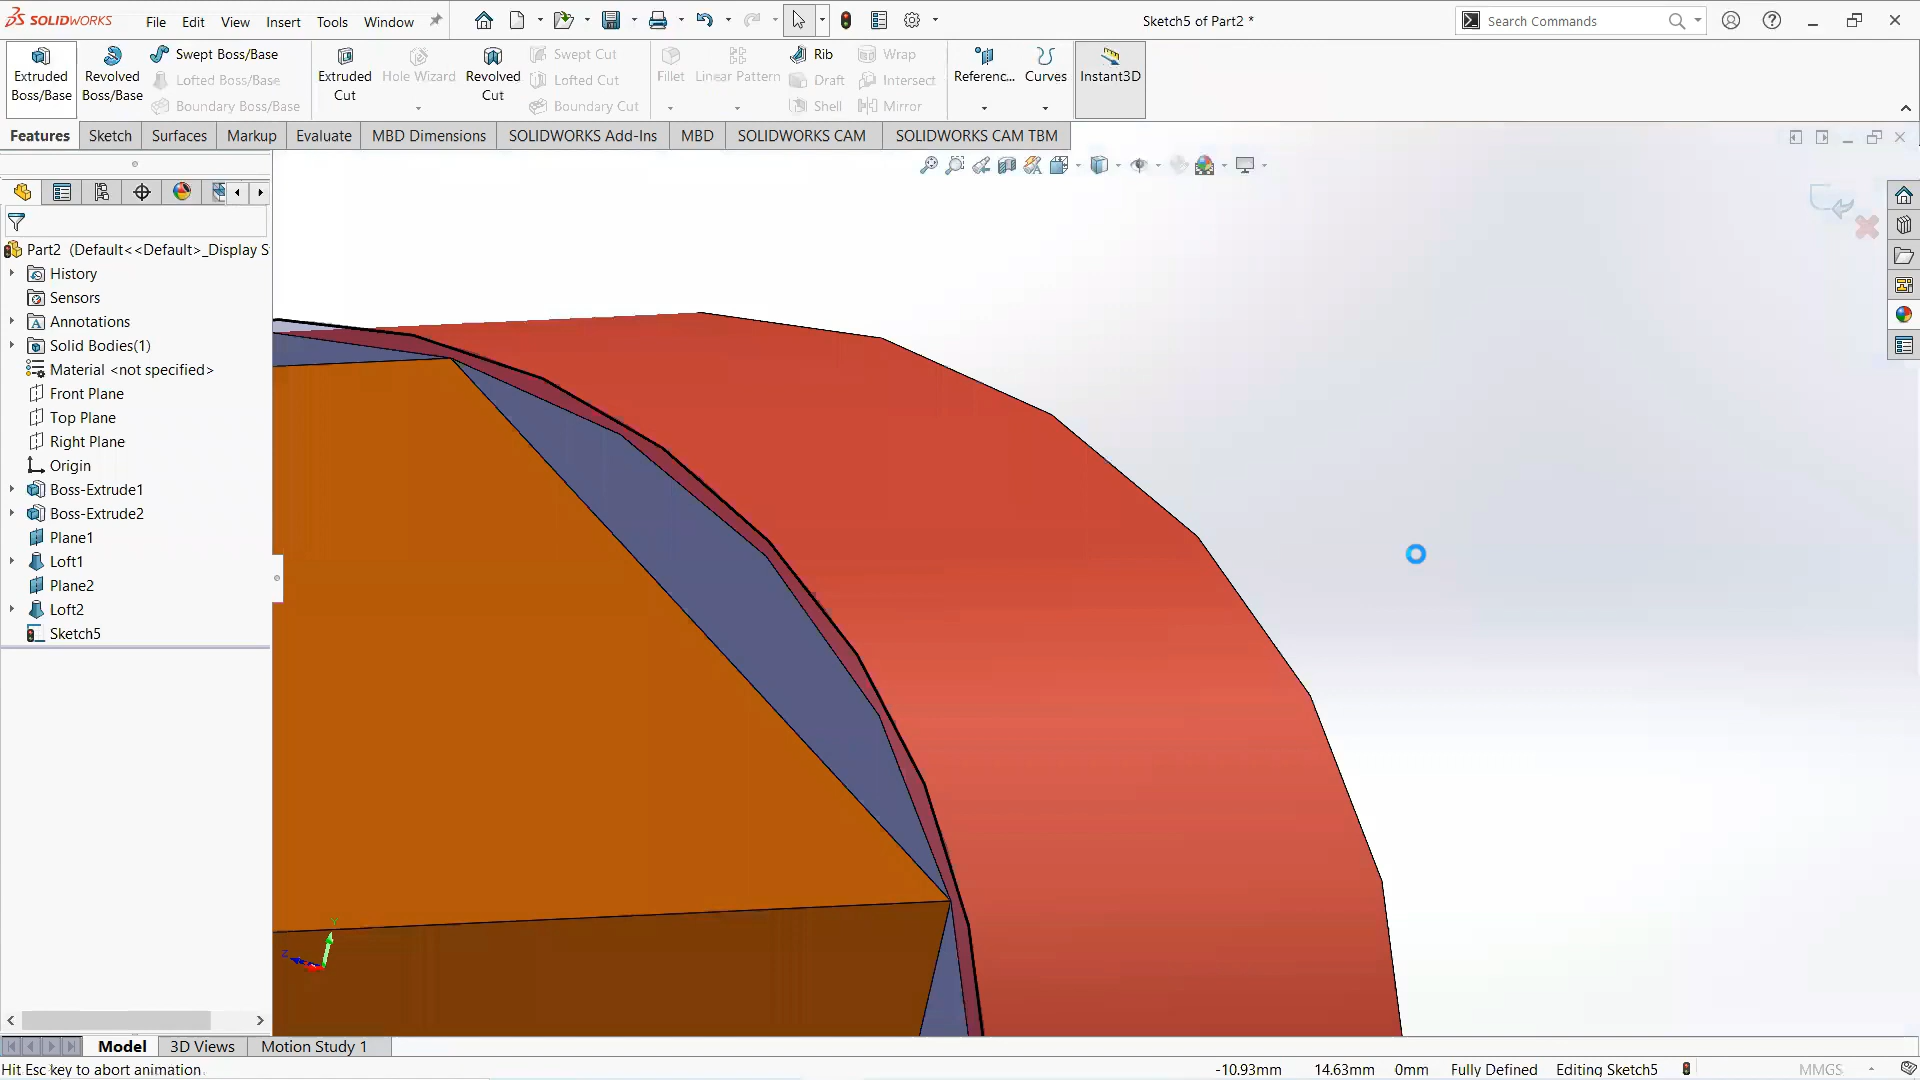 SOLIDWORKS File Edit View Insert Tools Window Sketch5 of Part2 * Search Commands
Extruded Boss/Base
Revolved Boss/Base
Swept Boss/Base
Lofted Boss/Base
Boundary Boss/Base
Extruded Cut
Hole Wizard
Revolved Cut
Swept Cut
Lofted Cut
Boundary Cut
Fillet
Linear Pattern
Rib
Draft
Shell
Wrap
Intersect
Mirror
Referenc...
Curves
Instant3D
Features Sketch Surfaces Markup Evaluate MBD Dimensions SOLIDWORKS Add-Ins MBD SOLIDWORKS CAM SOLIDWORKS CAM TBM
Part2 (Default<<Default>_Display S
History
Sensors
Annotations
Solid Bodies(1)
Material <not specified>
Front Plane
Top Plane
Right Plane
Origin
Boss-Extrude1
Boss-Extrude2
Plane1
Loft1
Plane2
Loft2
Sketch5
Y
Z
Model 3D Views Motion Study 1
Hit Esc key to abort animation -10.93mm 14.63mm 0mm Fully Defined Editing Sketch5 MMGS